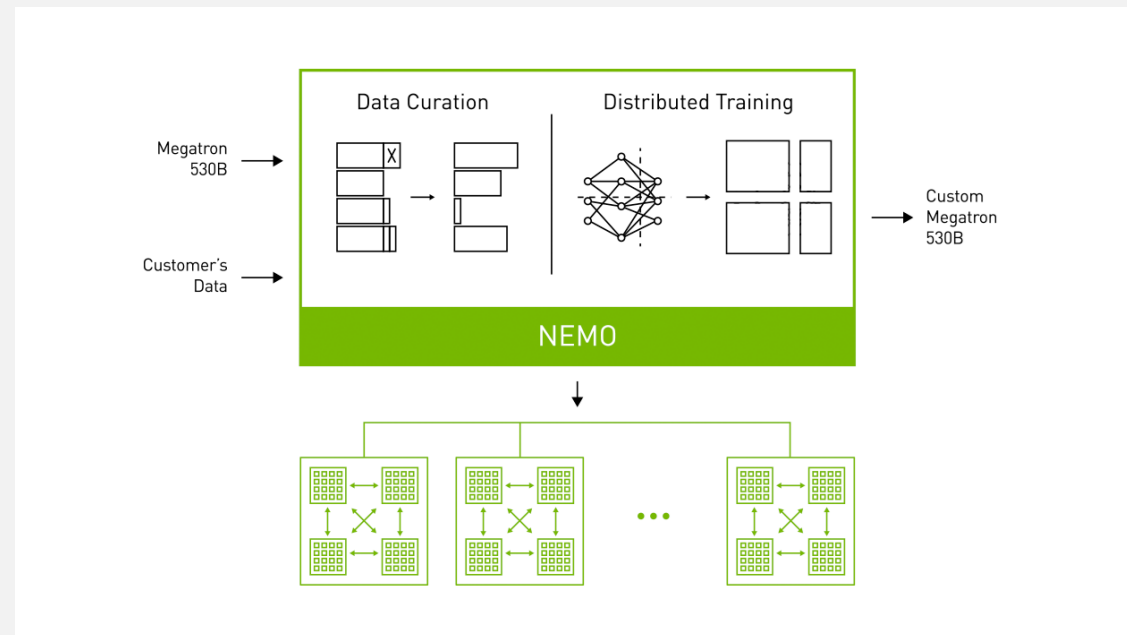 Data Curation
Distributed Training
Megatron
530B
X
Customer's
Data
Custom
Megatron
530B
NEMO